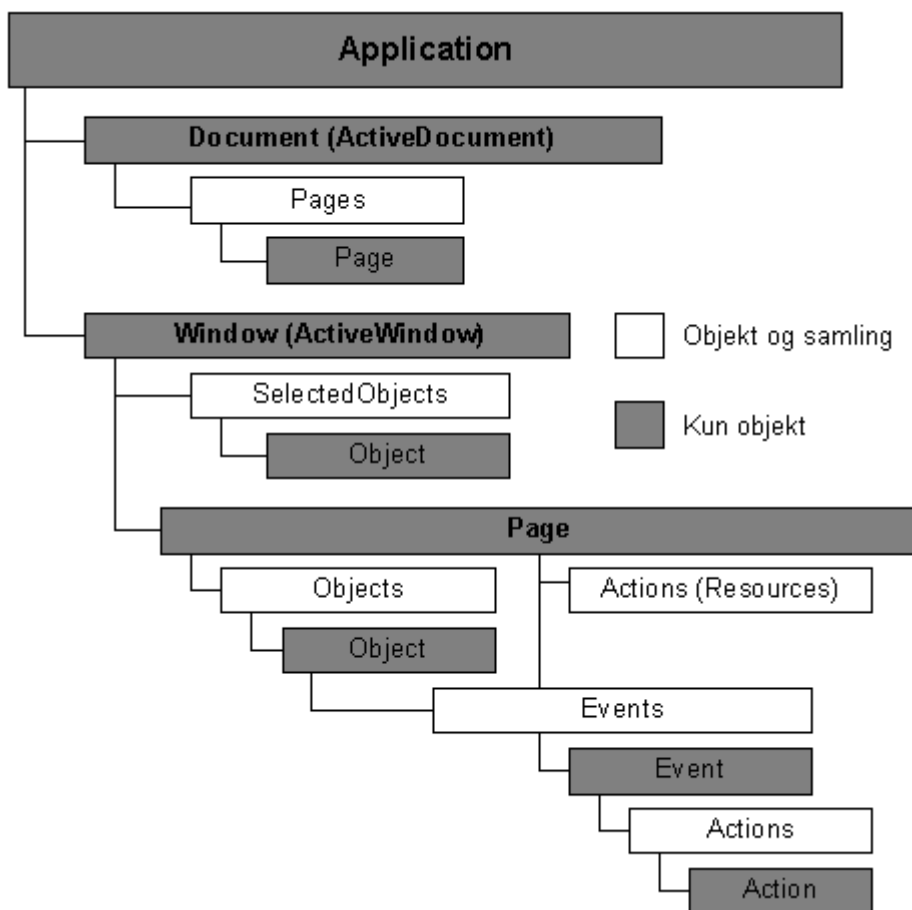 Application
Document (ActiveDocument)
Pages
Page
Window (ActiveWindow)
Objekt og samling
SelectedObjects
Kun objekt
Object
Page
Objects
Actions (Resources)
Object
Events
Event
Actions
Action